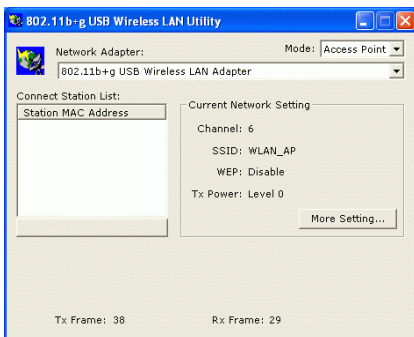 802.11b+g USB Wireless LAN Utility
Network Adapter:
Mode: Access Point
802.11b+g USB Wireless LAN Adapter
Connect Station List:
Station MAC Address
Current Network Setting
Channel: 6
SSID: WLAN_AP
WEP: Disable
Tx Power: Level 0
More Setting...
Tx Frame: 38 Rx Frame: 29